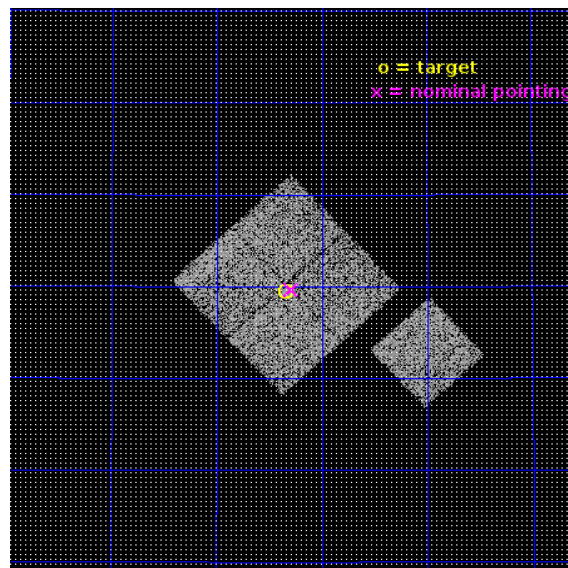 o = target
x = nominal pointing